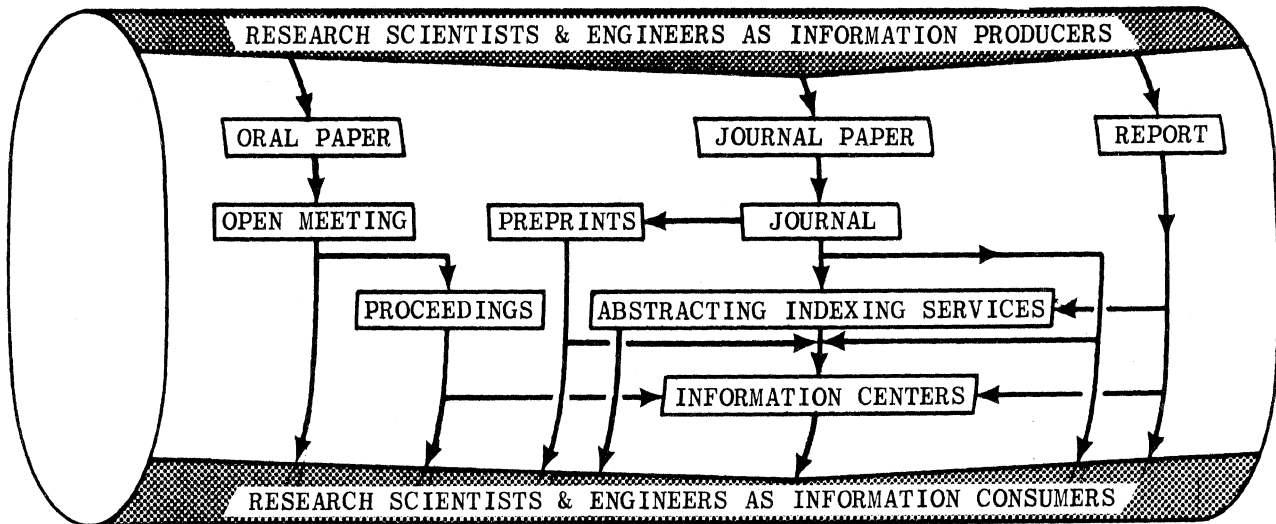 RESEARCH SCIENTISTS & ENGINEERS AS INFORMATION PRODUCERS
ORAL PAPER
JOURNAL PAPER
REPORT
OPEN MEETING
PREPRINTS
JOURNAL
PROCEEDINGS
ABSTRACTING INDEXING SERVICES
INFORMATION CENTERS
RESEARCH SCIENTISTS & ENGINEERS AS INFORMATION CONSUMERS